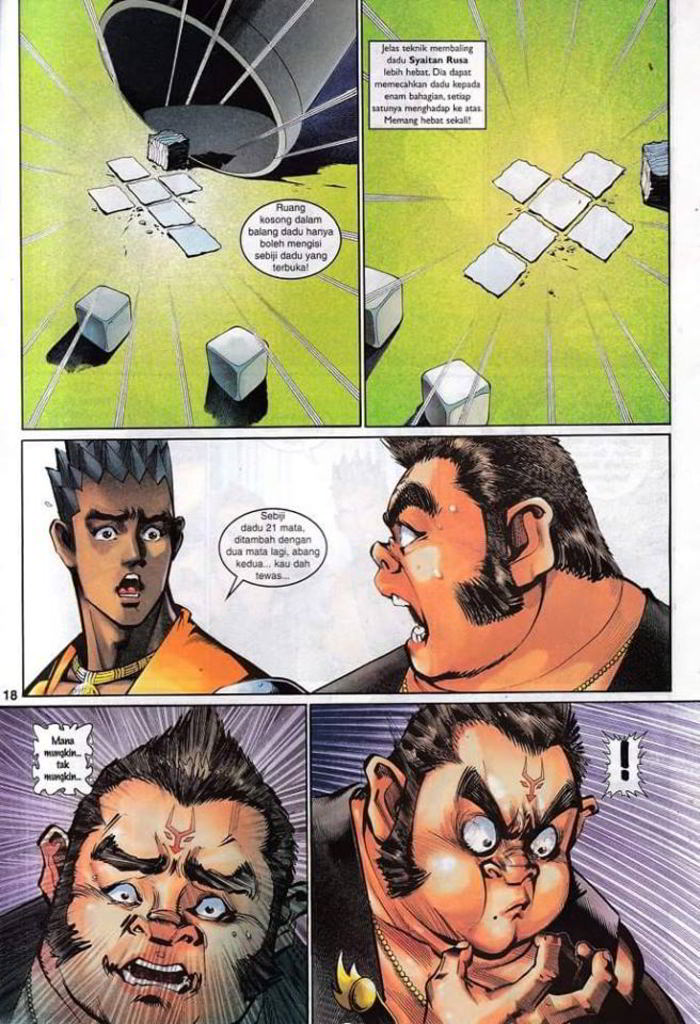 Ruang
kosong dalam
balang dadu hanya
boleh mengisi
sebiji dadu yang
terbuka!
Jelas teknik membaling
dadu Syaitan Rusa
lebih hebat. Dia dapat
memecahkan dadu kepada
enam bahagian, setiap
satunya menghadap ke atas.
Memang hebat sekali!
Sebiji
dadu 21 mata,
ditambah dengan
dua mata lagi, abang
kedua... kau dah
tewas...
18
Mana
mungkin...
tak
mungkin...
!